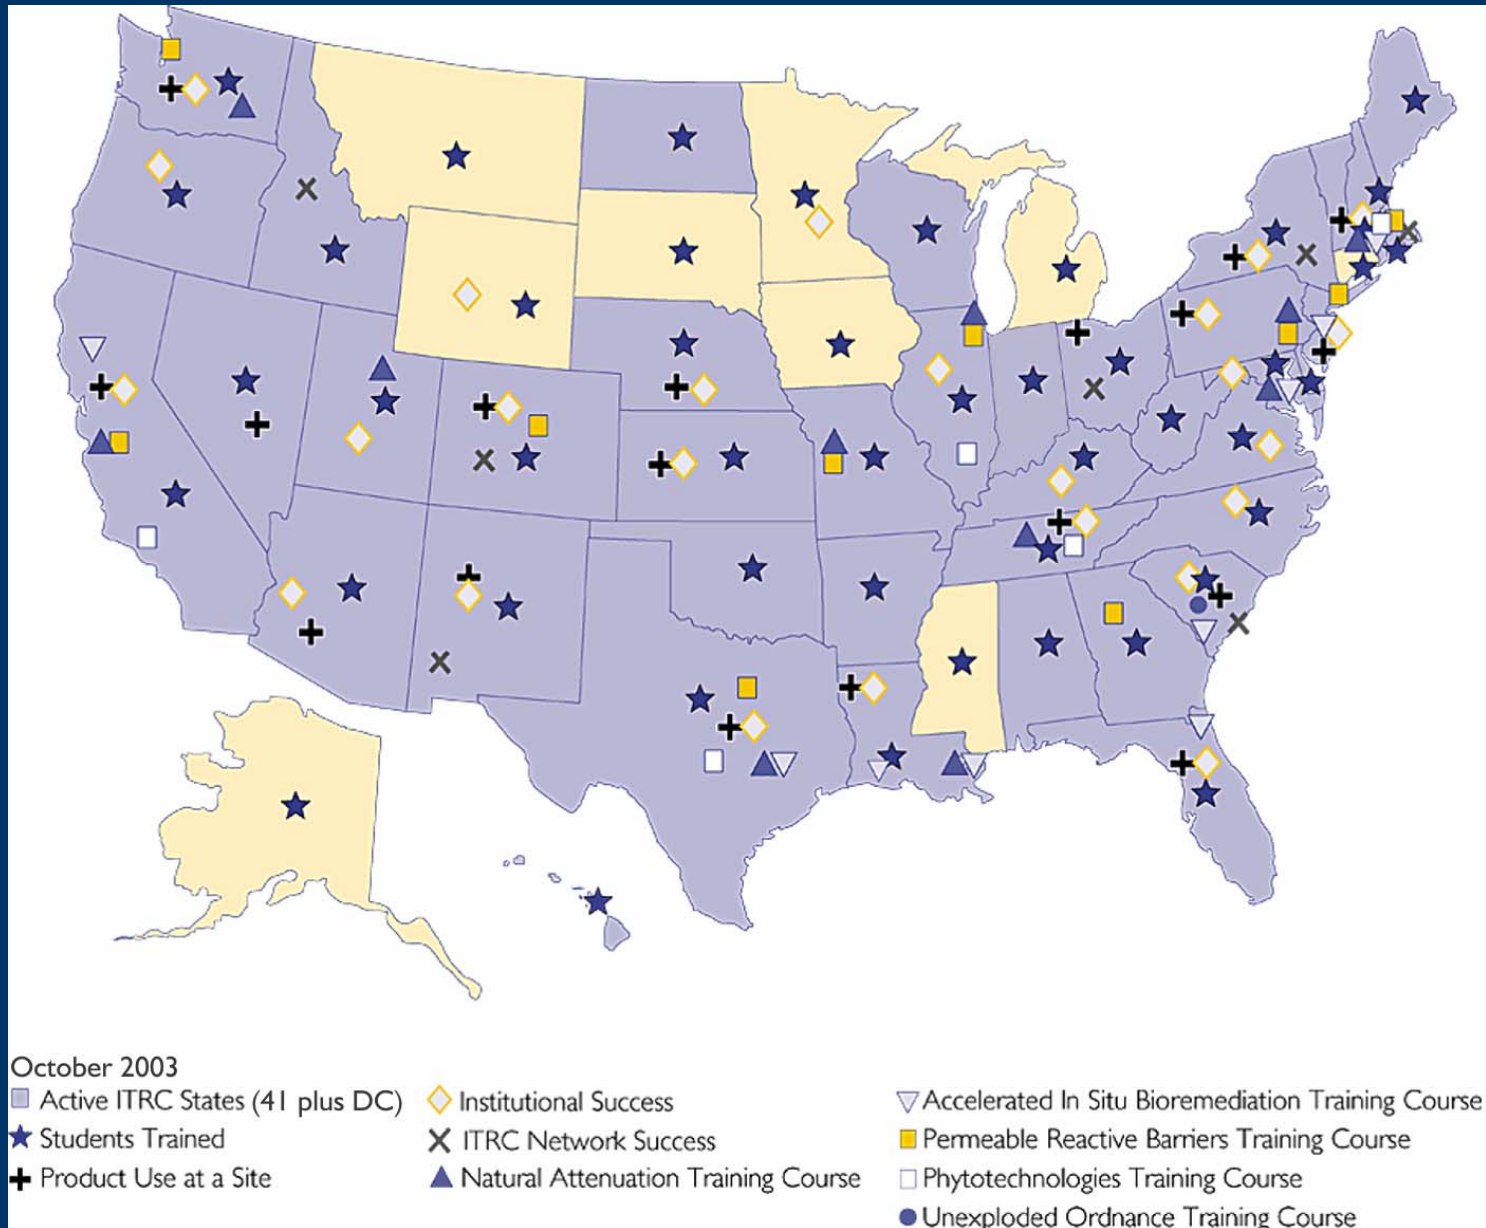 October 2003
Active ITRC States (41 plus DC)
Students Trained
Product Use at a Site
Institutional Success
ITRC Network Success
Natural Attenuation Training Course
Accelerated In Situ Bioremediation Training Course
Permeable Reactive Barriers Training Course
Phytotechnologies Training Course
Unexploded Ordnance Training Course